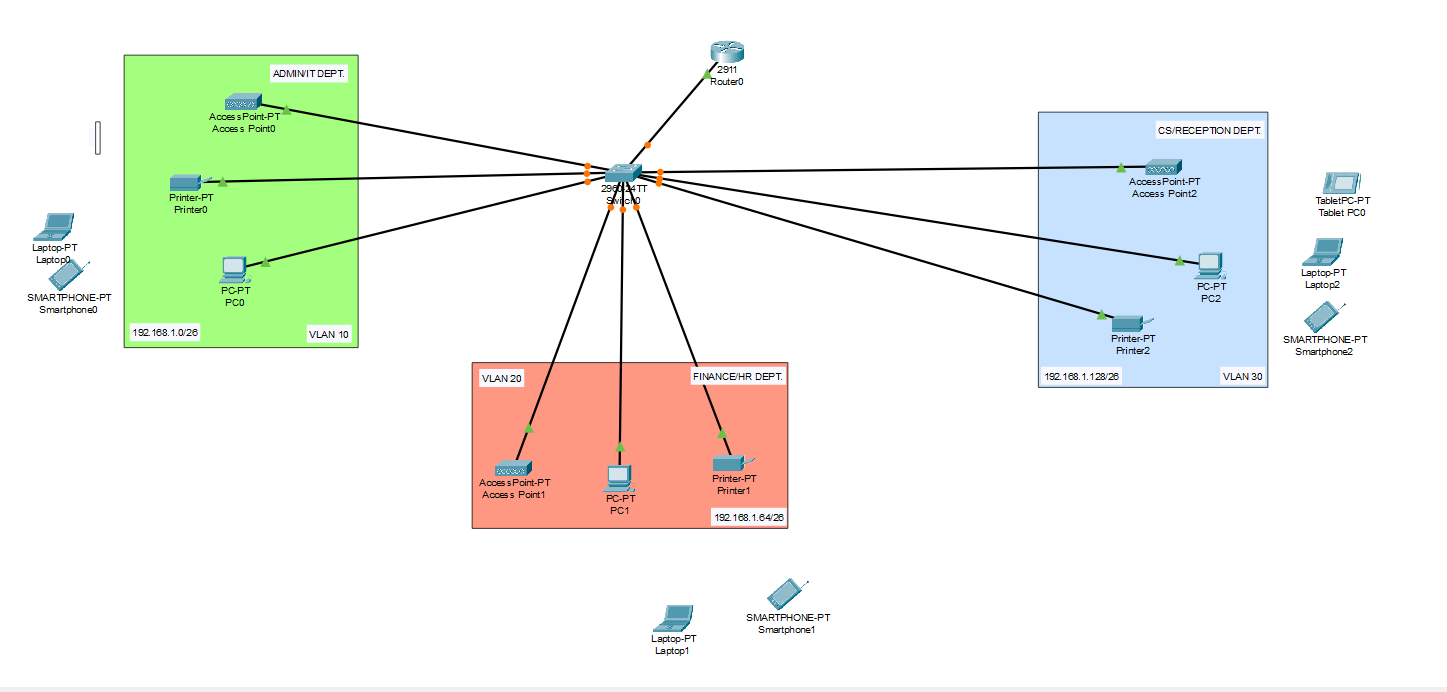 2911
Router0
ADMIN/IT DEPT.
AccessPoint-PT
Access Point0
Printer-PT
Printer0
PC-PT
PC0
192.168.1.0/26
VLAN 10
Laptop-PT
Laptop0
SMARTPHONE-PT
Smartphone0
2960-24TT
Switch0
CS/RECEPTION DEPT.
AccessPoint-PT
Access Point2
PC-PT
PC2
Printer-PT
Printer2
192.168.1.128/26
VLAN 30
TabletPC-PT
Tablet PC0
Laptop-PT
Laptop2
SMARTPHONE-PT
Smartphone2
VLAN 20
FINANCE/HR DEPT.
AccessPoint-PT
Access Point1
PC-PT
PC1
Printer-PT
Printer1
192.168.1.64/26
Laptop-PT
Laptop1
SMARTPHONE-PT
Smartphone1